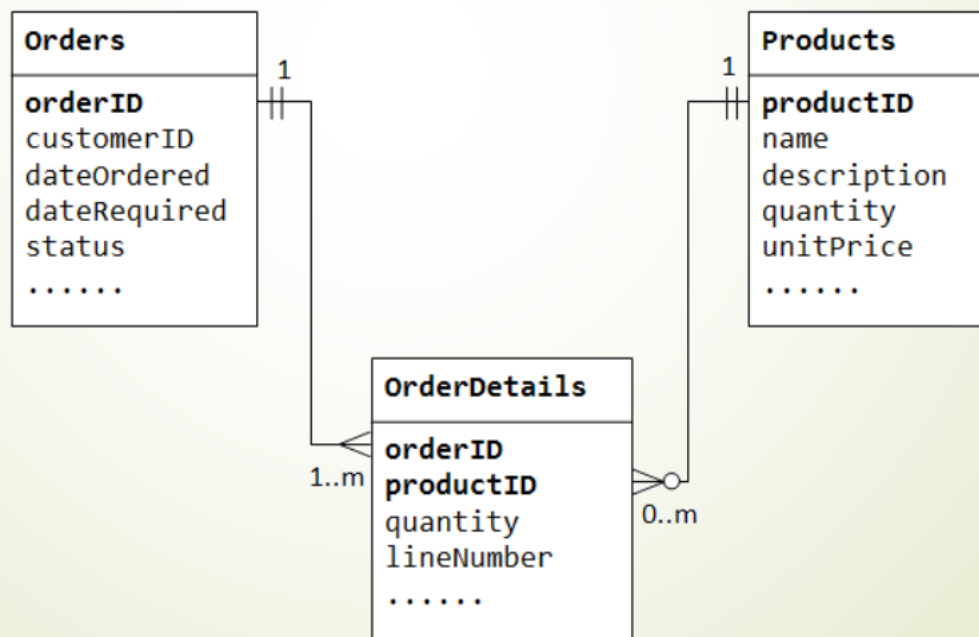 Orders
orderID
customerID
dateOrdered
dateRequired
status
......
1
1
Products
productID
name
description
quantity
unitPrice
......
OrderDetails
orderID
productID
quantity
lineNumber
......
1..m
0..m